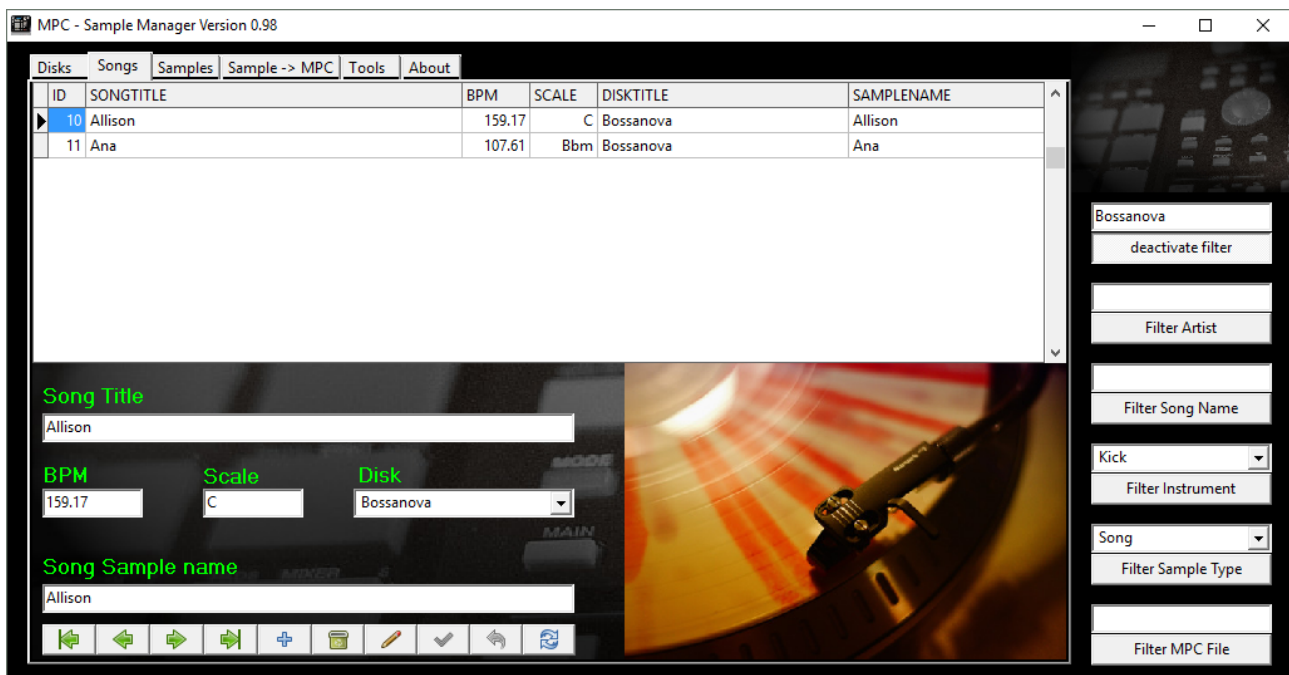 MPC - Sample Manager Version 0.98
Disks Songs Samples Sample -> MPC Tools About
ID SONGTITLE BPM SCALE DISKTITLE SAMPLENAME
10 Allison 159.17 C Bossanova Allison
11 Ana 107.61 Bbm Bossanova Ana
Bossanova
deactivate filter
Filter Artist
Filter Song Name
Kick
Filter Instrument
Song
Filter Sample Type
Filter MPC File
Song Title
Allison
BPM Scale Disk
159.17 C Bossanova
Song Sample name
Allison
MODE
MAIN
MIXER